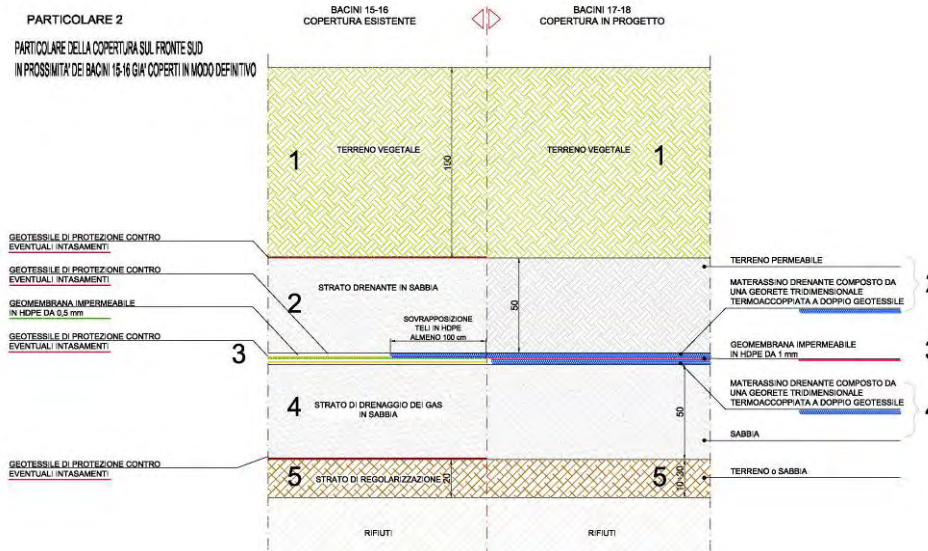 PARTICOLARE 2
PARTICOLARE DELLA COPERTURA SUL FRONTE SUD
IN PROSSIMITA' DEI BACINI 15-16 GIA' COPERTI IN MODO DEFINITIVO
BACINI 15-16
COPERTURA ESISTENTE
BACINI 17-18
COPERTURA IN PROGETTO
1
TERRENO VEGETALE
TERRENO VEGETALE
1
GEOTESSILE DI PROTEZIONE CONTRO
EVENTUALI INTASAMENTI
GEOTESSILE DI PROTEZIONE CONTRO
EVENTUALI INTASAMENTI
GEOMEMBRANA IMPERMEABILE
IN HDPE DA 0,5 mm
GEOTESSILE DI PROTEZIONE CONTRO
EVENTUALI INTASAMENTI
3
2
STRATO DRENANTE IN SABBIA
SOVRAPPOSIZIONE
TELI IN HDPE
ALMENO 100 cm
50
TERRENO PERMEABILE
MATERASSINO DRENANTE COMPOSTO DA
UNA GEORETE TRIDIMENSIONALE
TERMOACCOPPIATA A DOPPIO GEOTESSILE
GEOMEMBRANA IMPERMEABILE
IN HDPE DA 1 mm
MATERASSINO DRENANTE COMPOSTO DA
UNA GEORETE TRIDIMENSIONALE
TERMOACCOPPIATA A DOPPIO GEOTESSILE
SABBIA
4
STRATO DI DRENAGGIO DEI GAS
IN SABBIA
50
GEOTESSILE DI PROTEZIONE CONTRO
EVENTUALI INTASAMENTI
5
STRATO DI REGOLARIZZAZIONE
20
5
10÷30
TERRENO o SABBIA
RIFIUTI
RIFIUTI